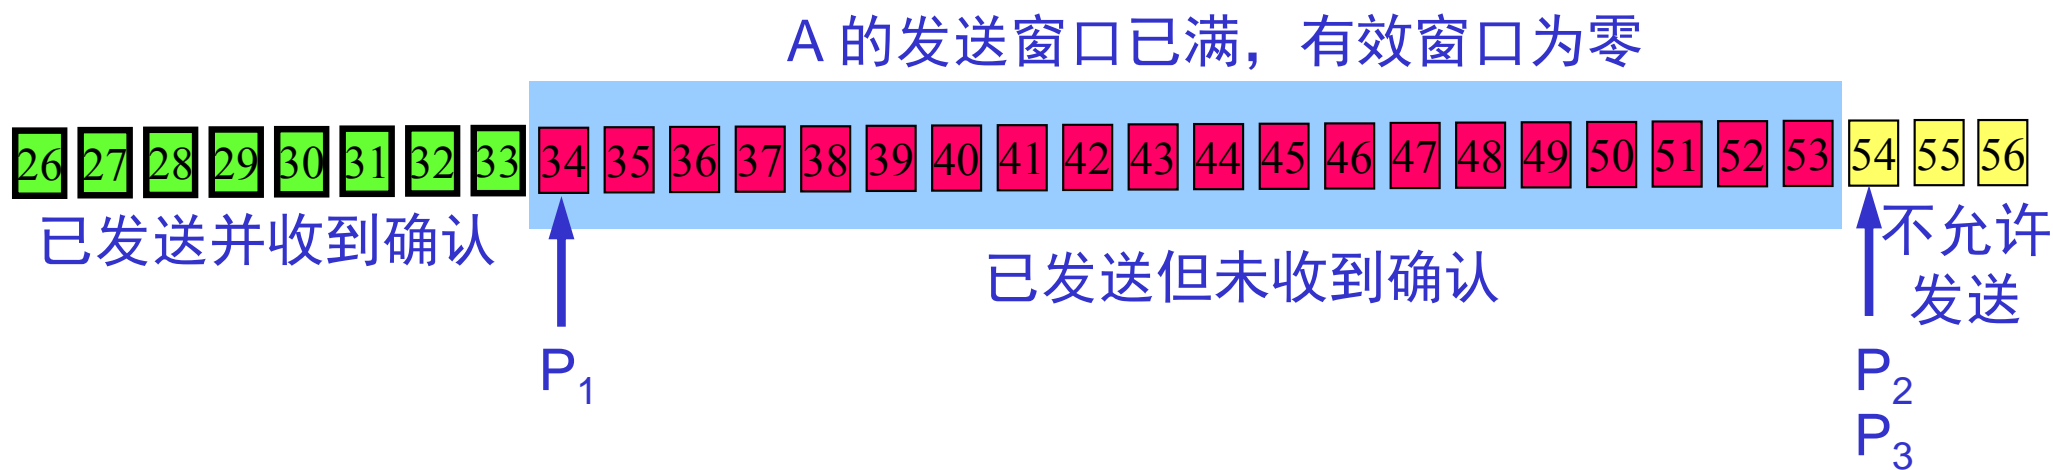 A 的发送窗口已满，有效窗口为零
26 27 28 29 30 31 32 33 34 35 36 37 38 39 40 41 42 43 44 45 46 47 48 49 50 51 52 53 54 55 56
已发送并收到确认
已发送但未收到确认
不允许
发送
P1
P2
P3